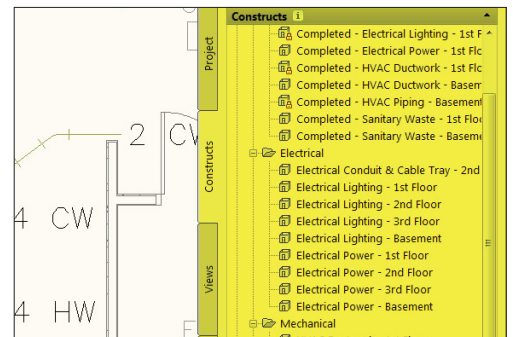 Constructs
Completed - Electrical Lighting - 1st F
Completed - Electrical Power - 1st Flo
Completed - HVAC Ductwork - 1st Flo
Completed - HVAC Ductwork - Basem
Completed - HVAC Piping - Basement
Completed - Sanitary Waste - 1st Floo
Completed - Sanitary Waste - Baseme
Electrical
Electrical Conduit & Cable Tray - 2nd
Electrical Lighting - 1st Floor
Electrical Lighting - 2nd Floor
Electrical Lighting - 3rd Floor
Electrical Lighting - Basement
Electrical Power - 1st Floor
Electrical Power - 2nd Floor
Electrical Power - 3rd Floor
Electrical Power - Basement
Mechanical
Project
Constructs
Views
2 CW
4 CW
4 HW